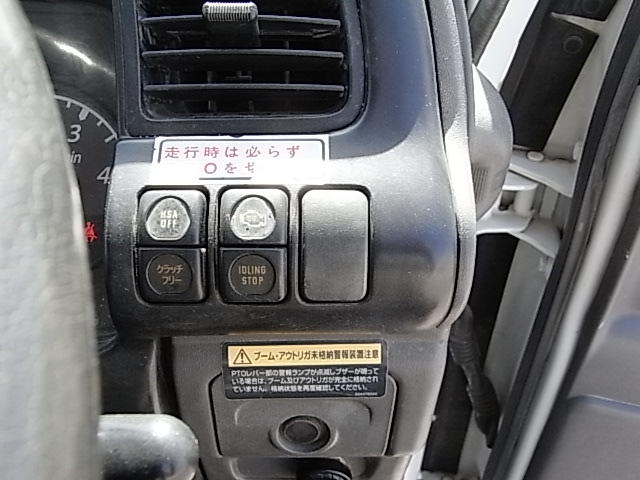 3
in
4
走行時は必らず
Oをせ
HSA
OFF
クラッチ
フリー
IDLING
STOP
ブーム・アウトリガ未格納警報装置注意
PTOレバー部の警報ランプが点滅しブザーが鳴って
いる場合は、ブーム及びアウトリガが完全に格納され
ていません。格納状態を再度確認してください。